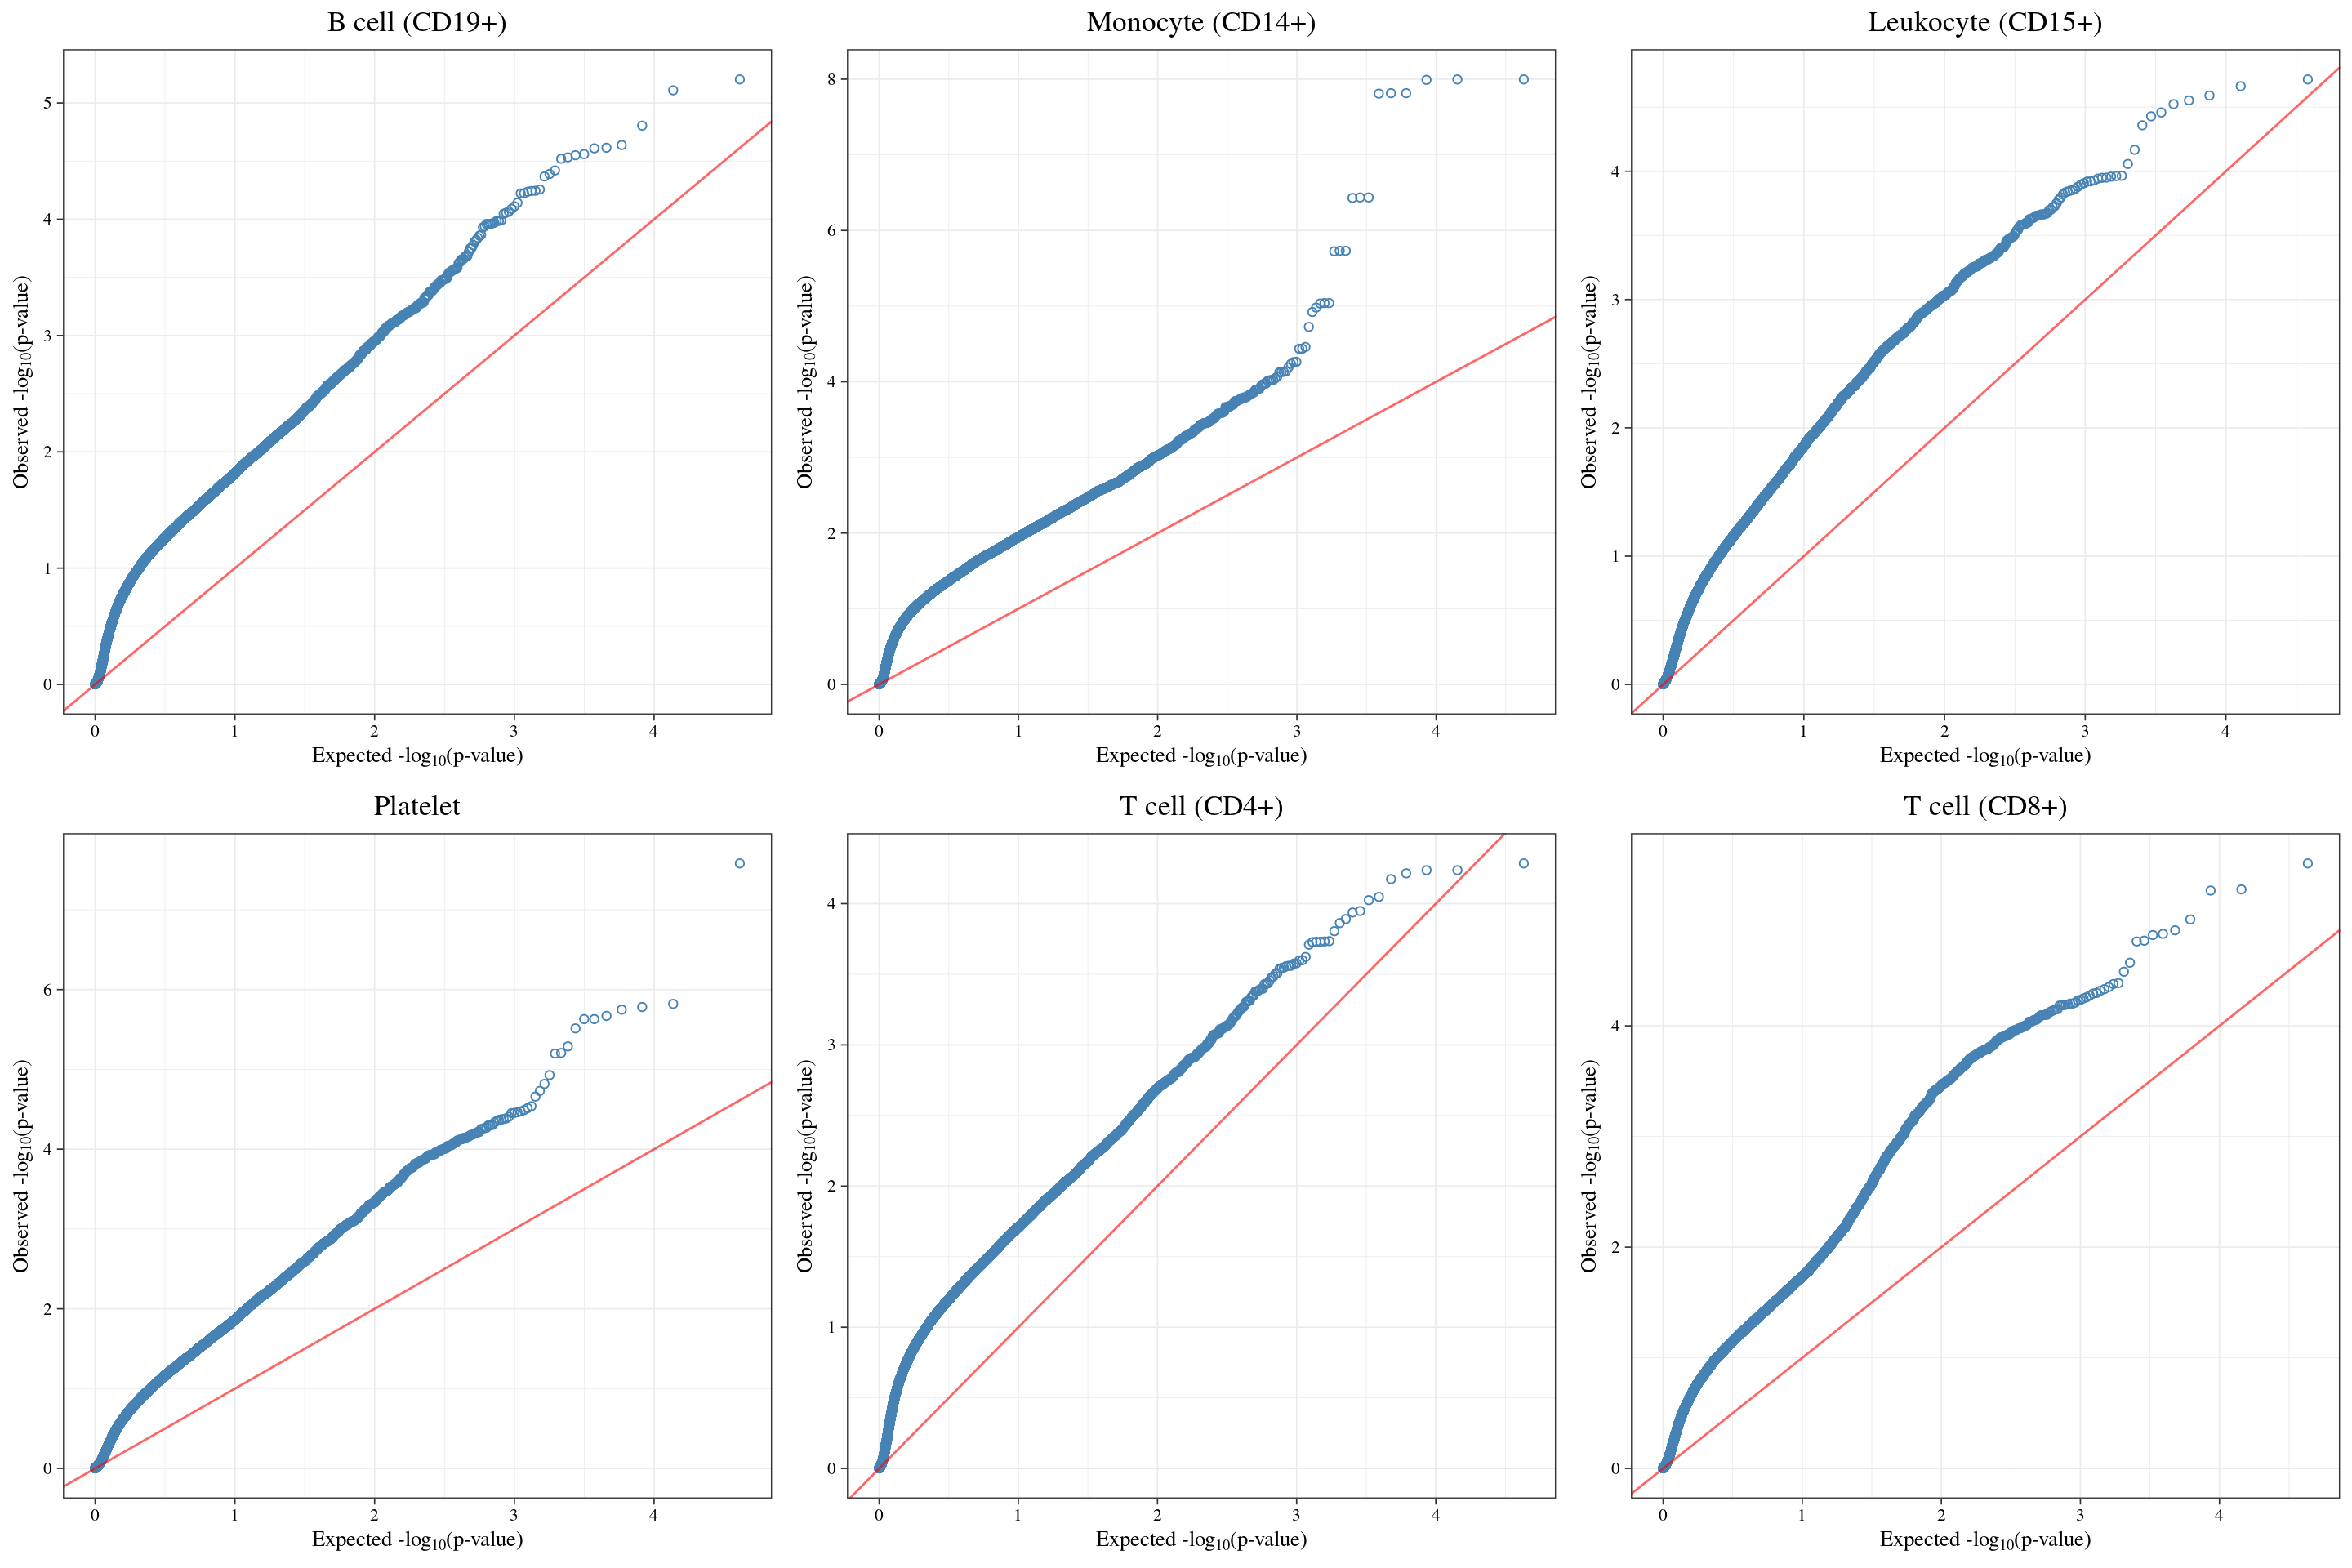 B cell (CD19+)
Observed -log10(p-value)
5
4
3
2
1
0
0 1 2 3 4
Expected -log10(p-value)
Monocyte (CD14+)
Observed -log10(p-value)
8
6
4
2
0
0 1 2 3 4
Expected -log10(p-value)
Leukocyte (CD15+)
Observed -log10(p-value)
4
3
2
1
0
0 1 2 3 4
Expected -log10(p-value)
Platelet
Observed -log10(p-value)
6
4
2
0
0 1 2 3 4
Expected -log10(p-value)
T cell (CD4+)
Observed -log10(p-value)
4
3
2
1
0
0 1 2 3 4
Expected -log10(p-value)
T cell (CD8+)
Observed -log10(p-value)
4
2
0
0 1 2 3 4
Expected -log10(p-value)